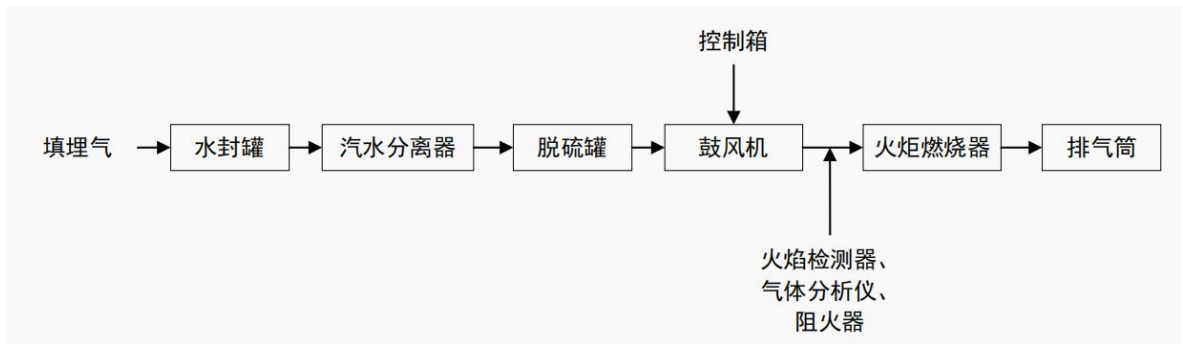 控制箱
填埋气
水封罐
汽水分离器
脱硫罐
鼓风机
火炬燃烧器
排气筒
火焰检测器、
气体分析仪、
阻火器